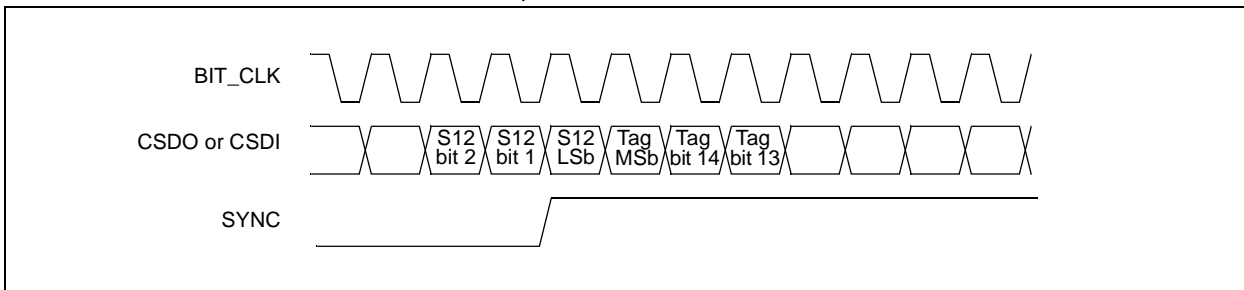 BIT_CLK
CSDO or CSDI
S12 bit 2
S12 bit 1
S12 LSb
Tag MSb
Tag bit 14
Tag bit 13
SYNC